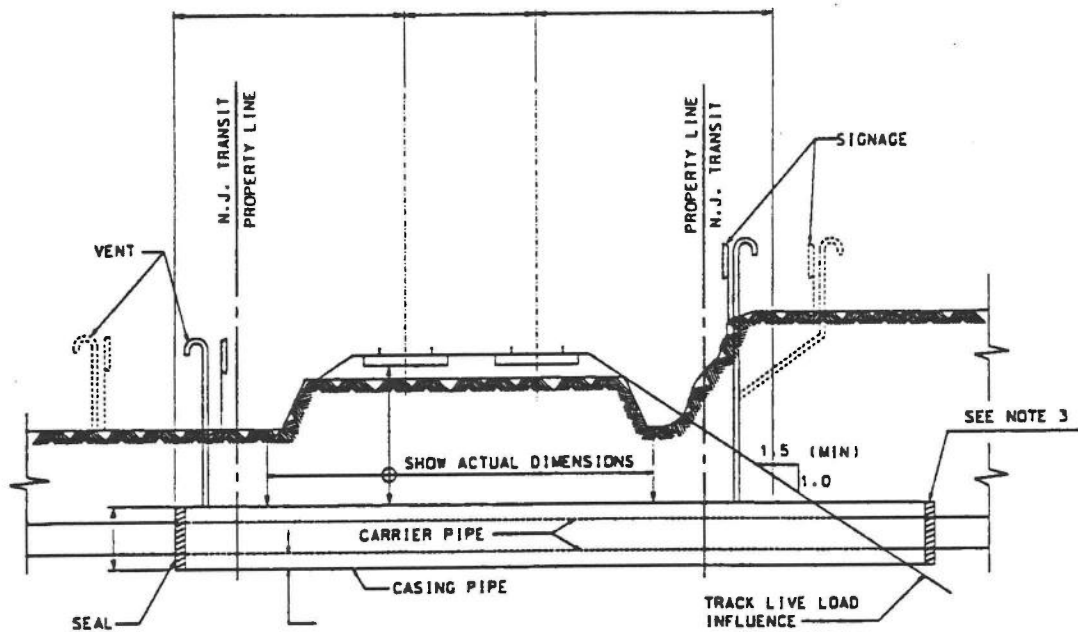 N.J. TRANSIT
PROPERTY LINE
PROPERTY LINE
N.J. TRANSIT
SIGNAGE
VENT
SEE NOTE 3
1.5 (MIN)
1.0
SHOW ACTUAL DIMENSIONS
CARRIER PIPE
CASING PIPE
SEAL
TRACK LIVE LOAD
INFLUENCE